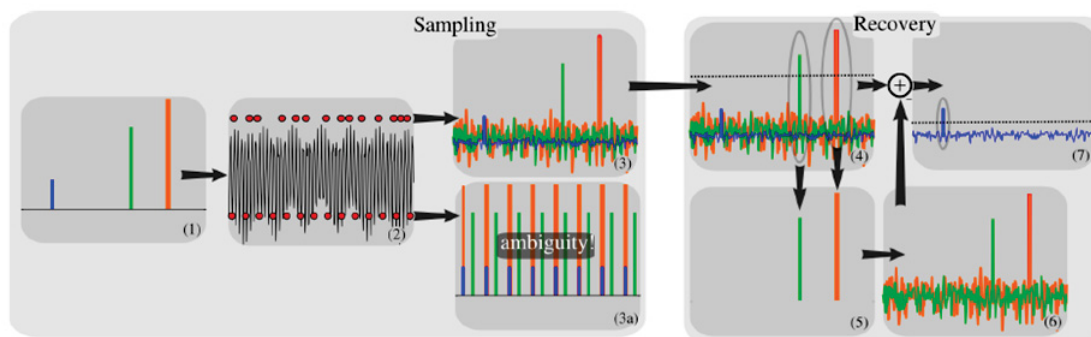 Sampling
Recovery
(1)
(2)
(3)
ambiguity!
(3a)
(4)
(5)
(6)
+
-
(7)